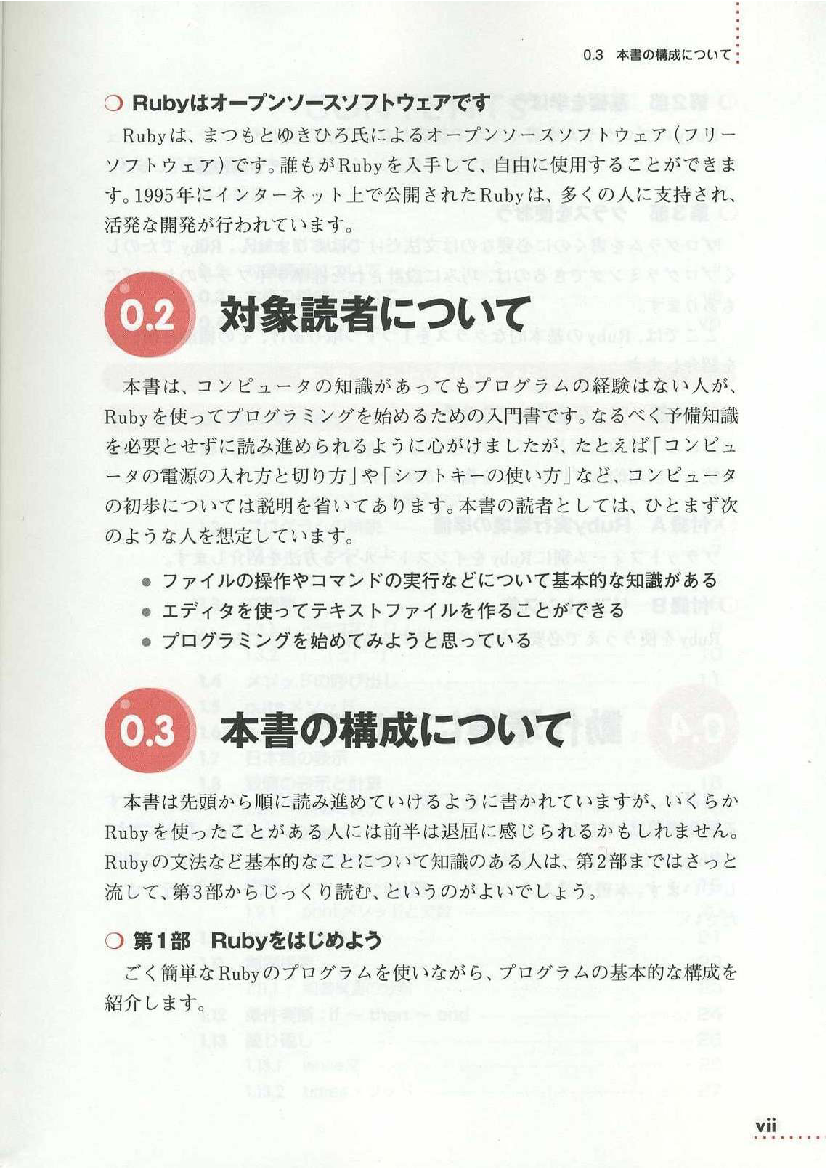 0.3 本書の構成について
Rubyはオープンソースソフトウェアです
Rubyは、まつもとゆきひろ氏によるオープンソースソフトウェア(フリー
ソフトウェア)です。誰もがRubyを入手して、自由に使用することができま
す。1995年にインターネット上で公開されたRubyは、多くの人に支持され、
活発な開発が行われています。
0.2 対象読者について
本書は、コンピュータの知識があってもプログラムの経験はない人が、
Rubyを使ってプログラミングを始めるための入門書です。なるべく予備知識
を必要とせずに読み進められるように心がけましたが、たとえば「コンピュ
ータの電源の入れ方と切り方」や「シフトキーの使い方」など、コンピュータ
の初歩については説明を省いてあります。本書の読者としては、ひとまず次
のような人を想定しています。
● ファイルの操作やコマンドの実行などについて基本的な知識がある
● エディタを使ってテキストファイルを作ることができる
● プログラミングを始めてみようと思っている
0.3 本書の構成について
本書は先頭から順に読み進めていけるように書かれていますが、いくらか
Rubyを使ったことがある人には前半は退屈に感じられるかもしれません。
Rubyの文法など基本的なことについて知識のある人は、第2部まではさっと
流して、第3部からじっくり読む、というのがよいでしょう。
第1部 Rubyをはじめよう
ごく簡単なRubyのプログラムを使いながら、プログラムの基本的な構成を
紹介します。
vii